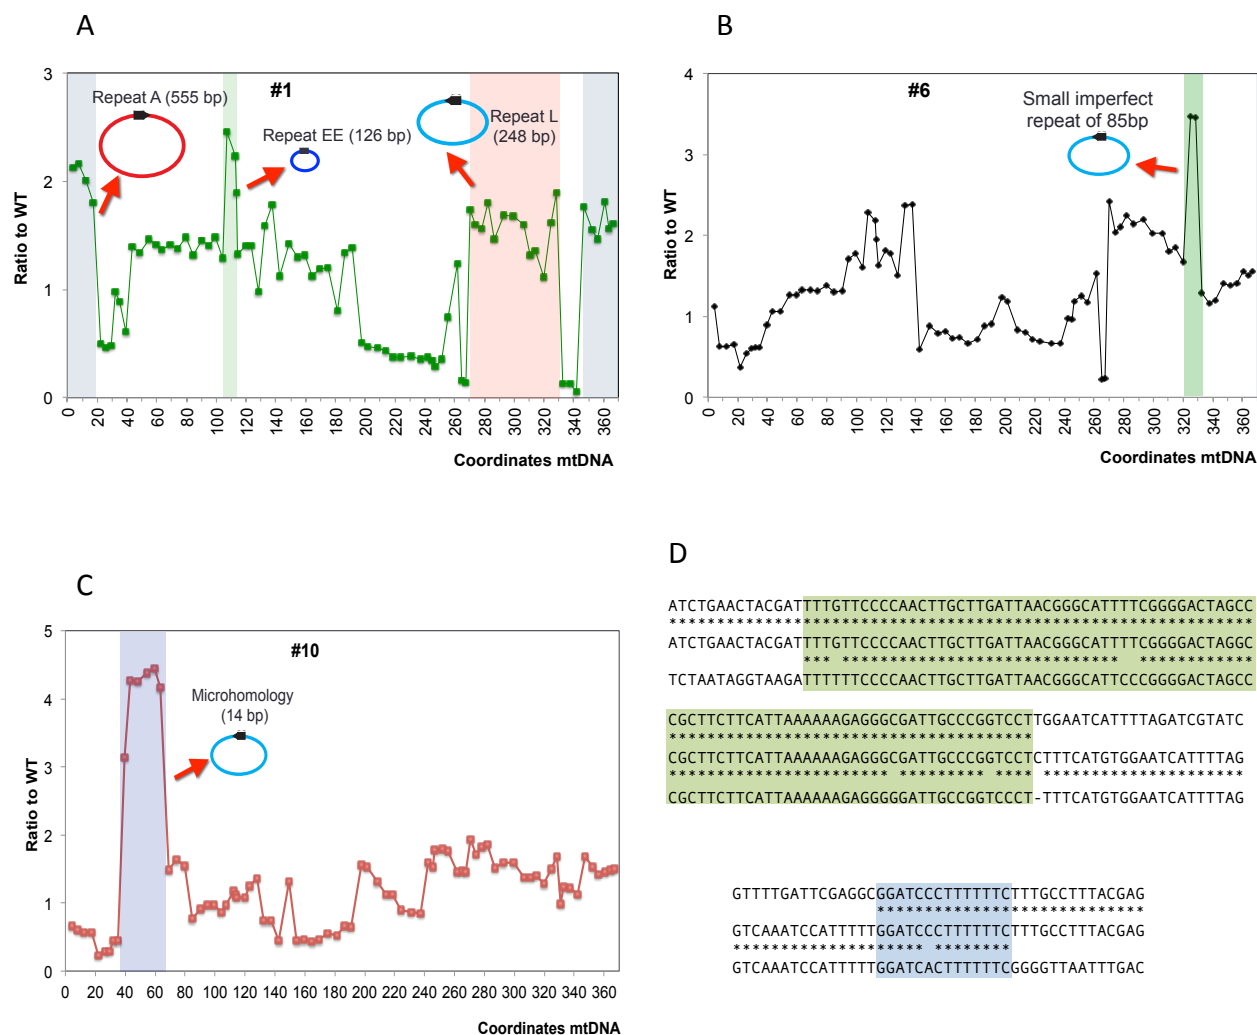 A
3
2
1
0
Ratio to WT
#1
Repeat A (555 bp)
Repeat EE (126 bp)
Repeat L
(248 bp)
0 20 40 60 80 100 120 140 160 180 200 220 240 260 280 300 320 340 360
Coordinates mtDNA
B
4
3
2
1
0
Ratio to WT
#6
Small imperfect
repeat of 85bp
0 20 40 60 80 100 120 140 160 180 200 220 240 260 280 300 320 340 360
Coordinates mtDNA
C
5
4
3
2
1
0
Ratio to WT
#10
Microhomology
(14 bp)
0 20 40 60 80 100 120 140 160 180 200 220 240 260 280 300 320 340 360
Coordinates mtDNA
D
ATCTGAACTACGATTTTGTTCCCCAACTTGCTTGATTAACGGGCATTTTCGGGGACTAGCC
*************************************************************
ATCTGAACTACGATTTTGTTCCCCAACTTGCTTGATTAACGGGCATTTTCGGGGACTAGGC
*** ***************************** ************
TCTAATAGGTAAGATTTTTTCCCCAACTTGCTTGATTAACGGGCATTCCCGGGGACTAGCC
CGCTTCTTCATTAAAAAAGAGGGCGATTGCCCGGTCCTTGGAATCATTTTAGATCGTATC
**************************************
CGCTTCTTCATTAAAAAAGAGGGCGATTGCCCGGTCCTCTTTCATGTGGAATCATTTTAG
*********************** ********* **** *********************
CGCTTCTTCATTAAAAAAGAGGGGGATTGCCGGTCCCT-TTTCATGTGGAATCATTTTAG
GTTTTGATTCGAGGCGGATCCCTTTTTTCTTTGCCTTTACGAG
****************************
GTCAAATCCATTTTTGGATCCCTTTTTTCTTTGCCTTTACGAG
******************** ********
GTCAAATCCATTTTTGGATCACTTTTTTCGGGGTTAATTTGAC